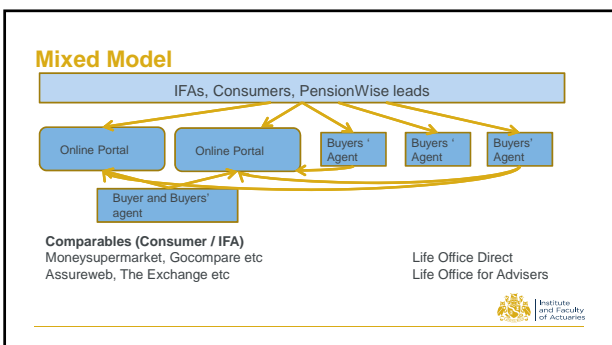 Mixed Model
IFAs, Consumers, PensionWise leads
Online Portal
Online Portal
Buyers ‘
Agent
Buyers ‘
Agent
Buyers’
Agent
Buyer and Buyers’
agent
Comparables (Consumer / IFA)
Moneysupermarket, Gocompare etc
Assureweb, The Exchange etc
Life Office Direct
Life Office for Advisers
Institute
and Faculty
of Actuaries